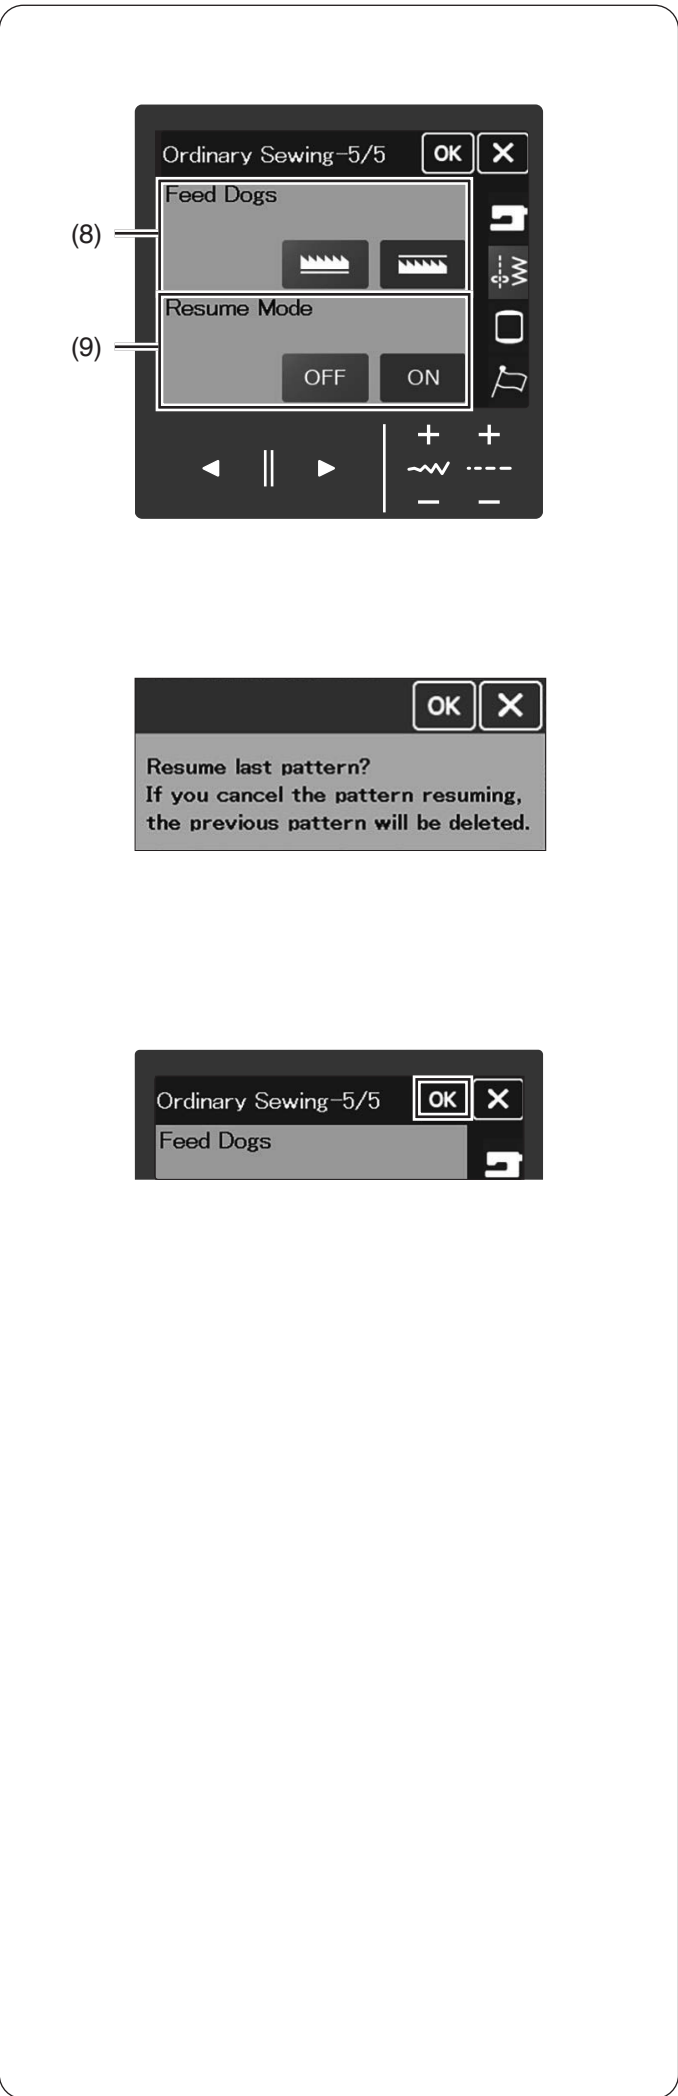 Ordinary Sewing-5/5 OK
(8)
Feed Dogs
(9)
Resume Mode
OFF ON
OK
Resume last pattern?
If you cancel the pattern resuming,
the previous pattern will be deleted.
Ordinary Sewing-5/5 OK
Feed Dogs